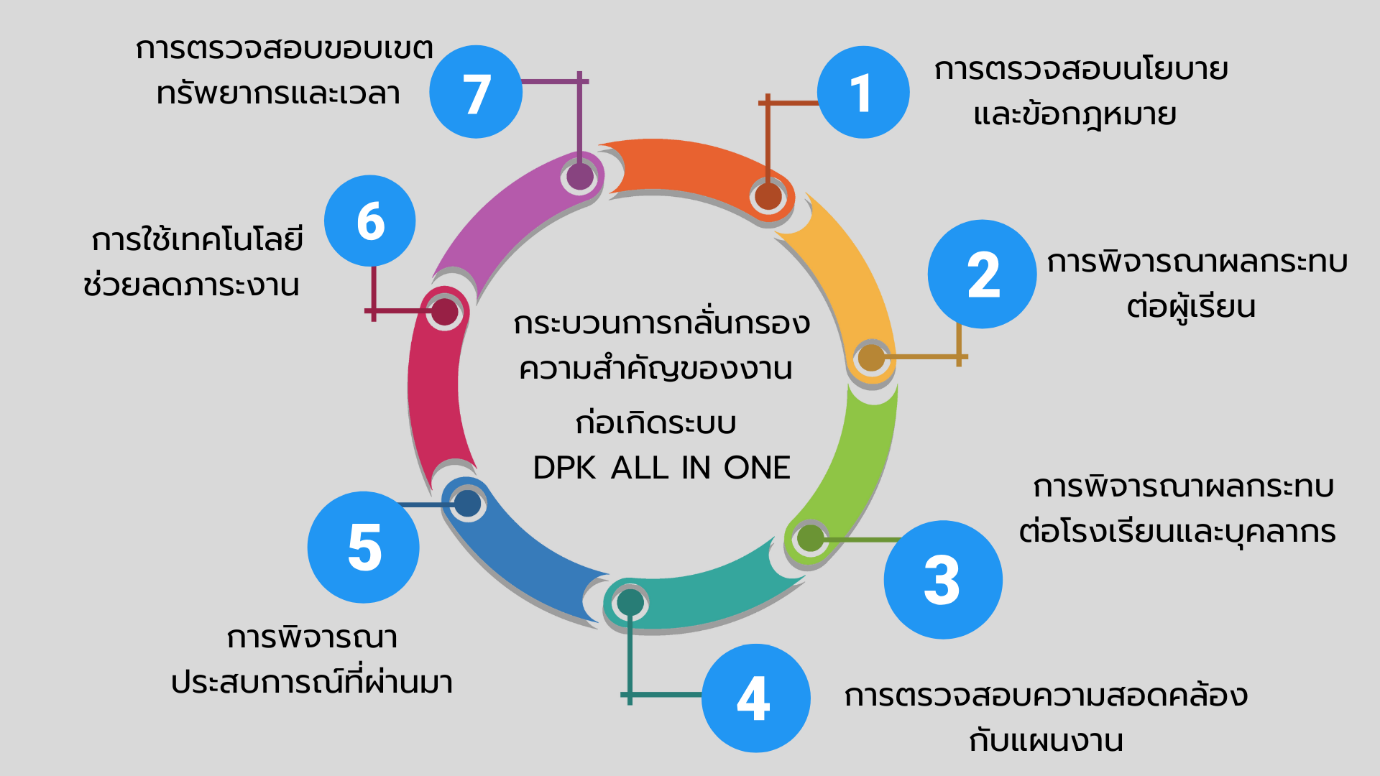 กระบวนการกลั่นกรอง
ความสำคัญของงาน
ก่อเกิดระบบ
DPK ALL IN ONE
1
การตรวจสอบนโยบาย
และข้อกฎหมาย
2
การพิจารณาผลกระทบ
ต่อผู้เรียน
3
การพิจารณาผลกระทบ
ต่อโรงเรียนและบุคลากร
4
การตรวจสอบความสอดคล้อง
กับแผนงาน
5
การพิจารณา
ประสบการณ์ที่ผ่านมา
6
การใช้เทคโนโลยี
ช่วยลดภาระงาน
7
การตรวจสอบขอบเขต
ทรัพยากรและเวลา